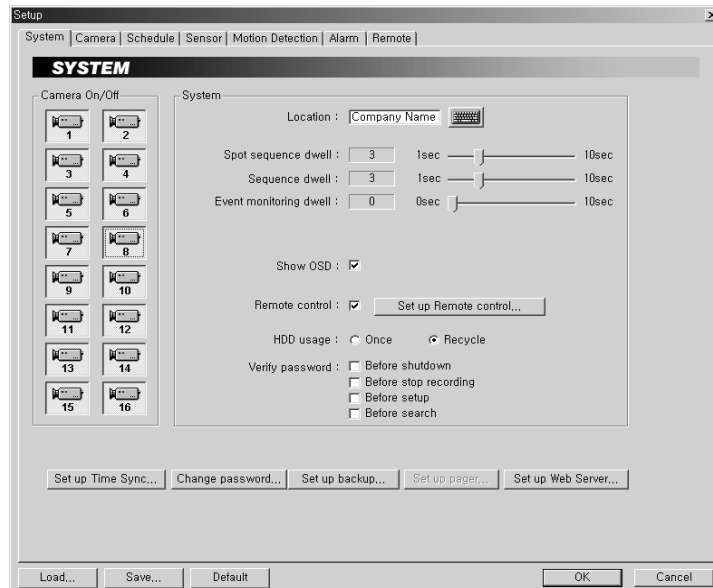 Setup
System Camera Schedule Sensor Motion Detection Alarm Remote
SYSTEM
Camera On/Off
1 2
3 4
5 6
7 8
9 10
11 12
13 14
15 16
System
Location : Company Name
Spot sequence dwell : 3 1sec 10sec
Sequence dwell : 3 1sec 10sec
Event monitoring dwell : 0 0sec 10sec
Show OSD :
Remote control : Set up Remote control...
HDD usage : Once Recycle
Verify password : Before shutdown
Before stop recording
Before setup
Before search
Set up Time Sync... Change password... Set up backup... Set up pager... Set up Web Server...
Load... Save... Default OK Cancel